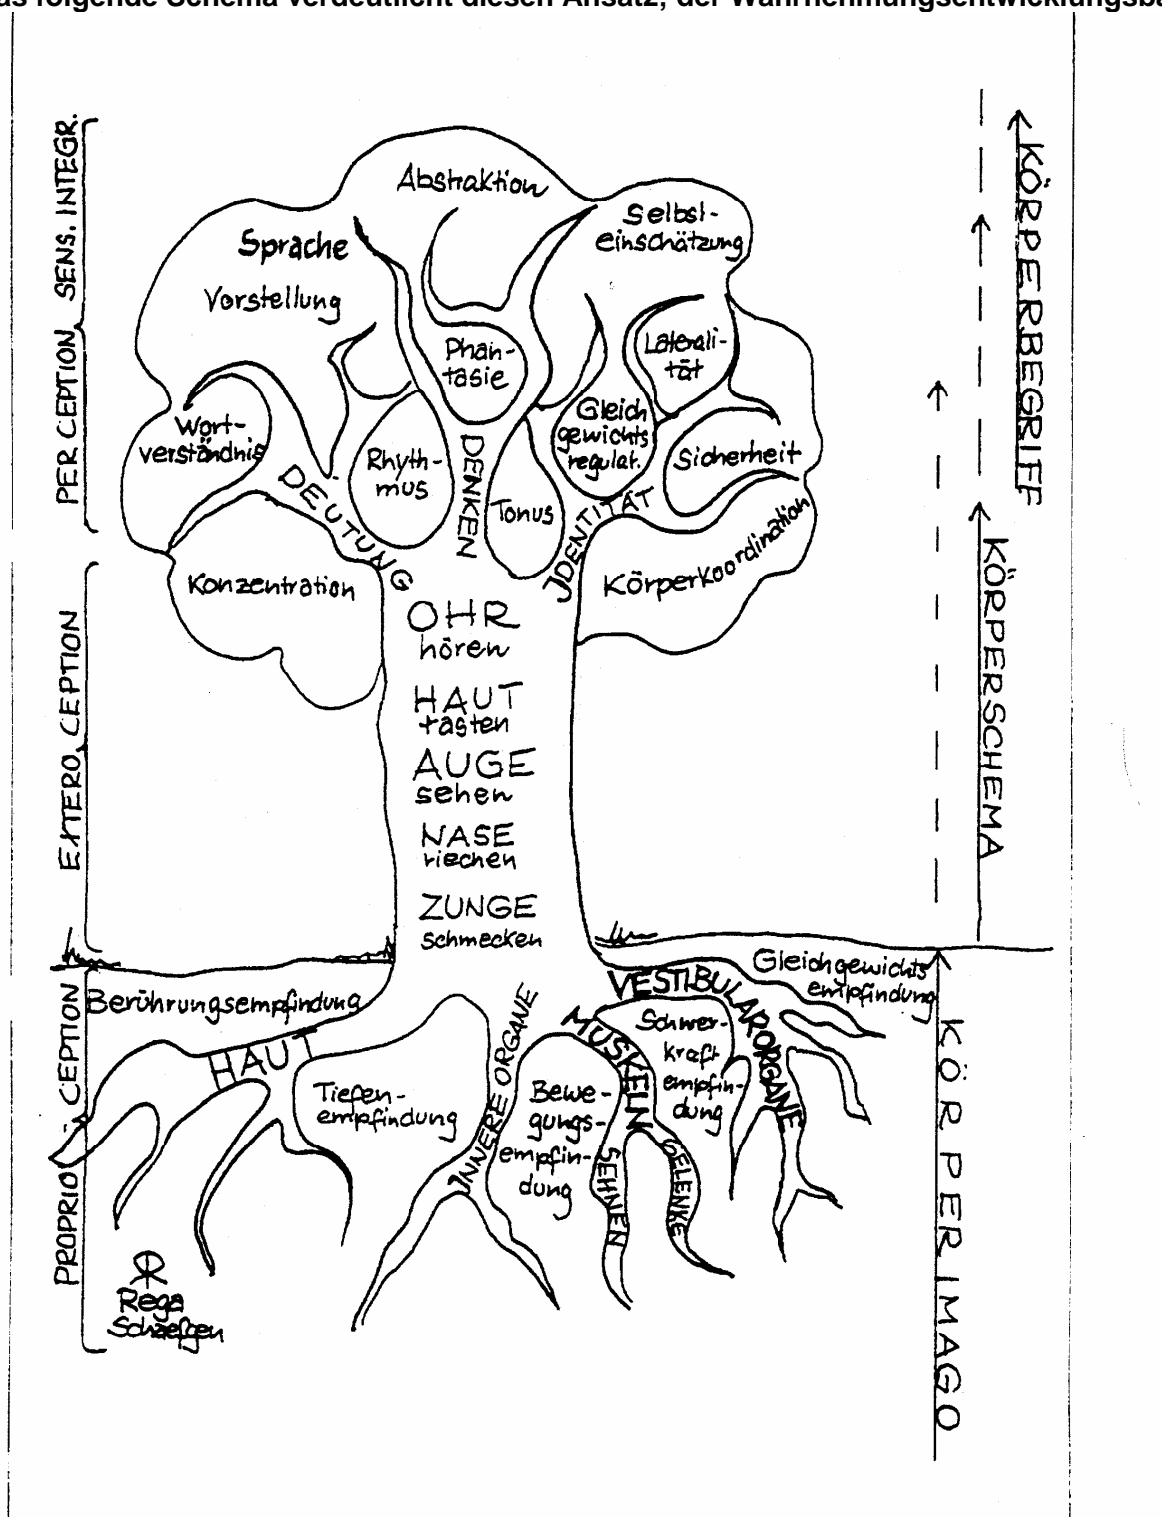 as folgende Schema verdeutlicht diesen Ansatz, der Wahrnehmungsentwicklungsba
SENS. INTEGR.
PER CEPTION
EXTERO CEPTION
PROPRIO CEPTION
KÖRPERBEGRIFF
KÖRPERSCHEMA
KÖRPERIMAGO
Abstraktion
Selbst-
einschätzung
Sprache
Vorstellung
Phan-
tasie
Laterali-
tät
Wort-
verständnis
Rhyth-
mus
Gleich
gewichts
regulat.
Sicherheit
Tonus
DEUTUNG
DENKEN
IDENTITÄT
Konzentration
Körperkoordination
OHR
hören
HAUT
tasten
AUGE
sehen
NASE
riechen
ZUNGE
schmecken
Berührungsempfindung
HAUT
Tiefen-
empfindung
INNERE ORGANE
Bewe-
gungs-
empfin-
dung
MUSKELN
SEHNEN
GELENKE
Schwer-
kraft
empfin-
dung
VESTIBULARORGANE
Gleichgewichts
empfindung
Rega
Schaefgen